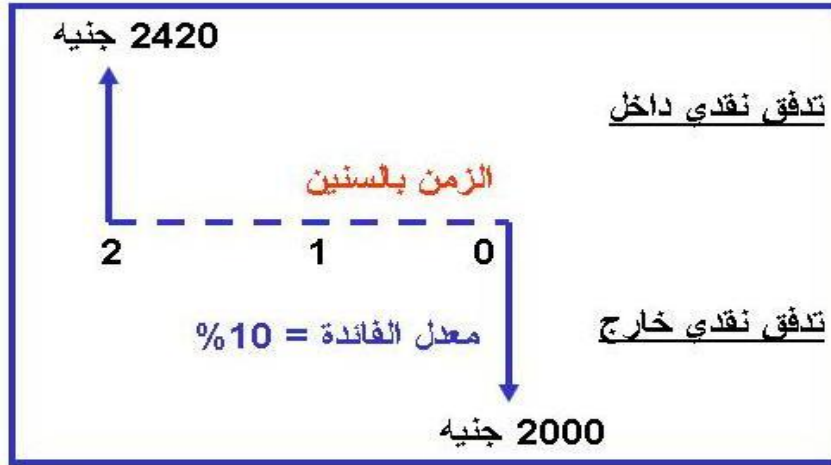 2420 جنيه
تدفق نقدي داخل
الزمن بالسنين
0 1 2
معدل الفائدة = 10%
تدفق نقدي خارج
2000 جنيه